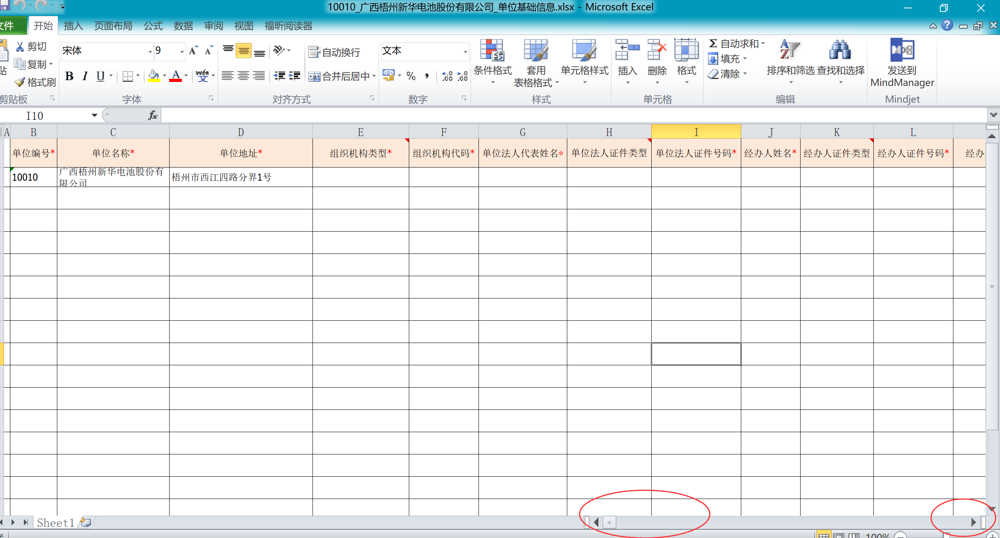 10010_广西梧州新华电池股份有限公司_单位基础信息.xlsx - Microsoft Excel
文件 开始 插入 页面布局 公式 数据 审阅 视图 福昕阅读器
剪切 宋体 9 自动换行 文本 自动求和
复制 填充
贴 条件格式 套用 单元格样式 插入 删除 格式 排序和筛选 查找和选择 发送到
B I U 合并后居中 % 清除
格式刷 表格格式 MindManager
剪贴板 字体 对齐方式 数字 样式 单元格 编辑 Mindjet
I10 fx
A B C D E F G H I J K L
单位编号* 单位名称* 单位地址* 组织机构类型* 组织机构代码* 单位法人代表姓名* 单位法人证件类型 单位法人证件号码* 经办人姓名* 经办人证件类型 经办人证件号码* 经办
10010 广西梧州新华电池股份有 梧州市西江四路分界1号
限公司
Sheet1
100%